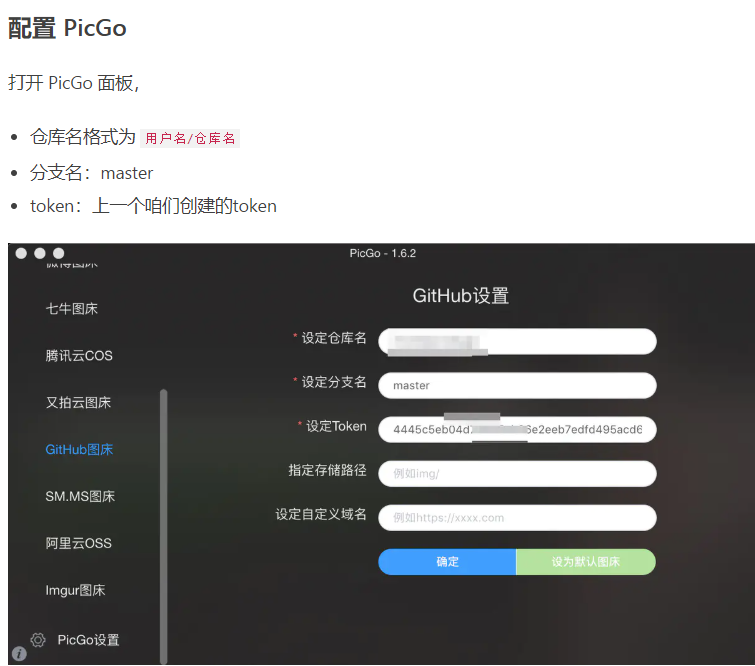 配置 PicGo
打开 PicGo 面板，
仓库名格式为 用户名/仓库名
分支名：master
token：上一个咱们创建的token
PicGo - 1.6.2
微博图床
七牛图床
腾讯云COS
又拍云图床
GitHub图床
SM.MS图床
阿里云OSS
Imgur图床
PicGo设置
GitHub设置
* 设定仓库名
* 设定分支名
master
* 设定Token
指定存储路径
例如img/
设定自定义域名
例如https://xxxx.com
确定
设为默认图床